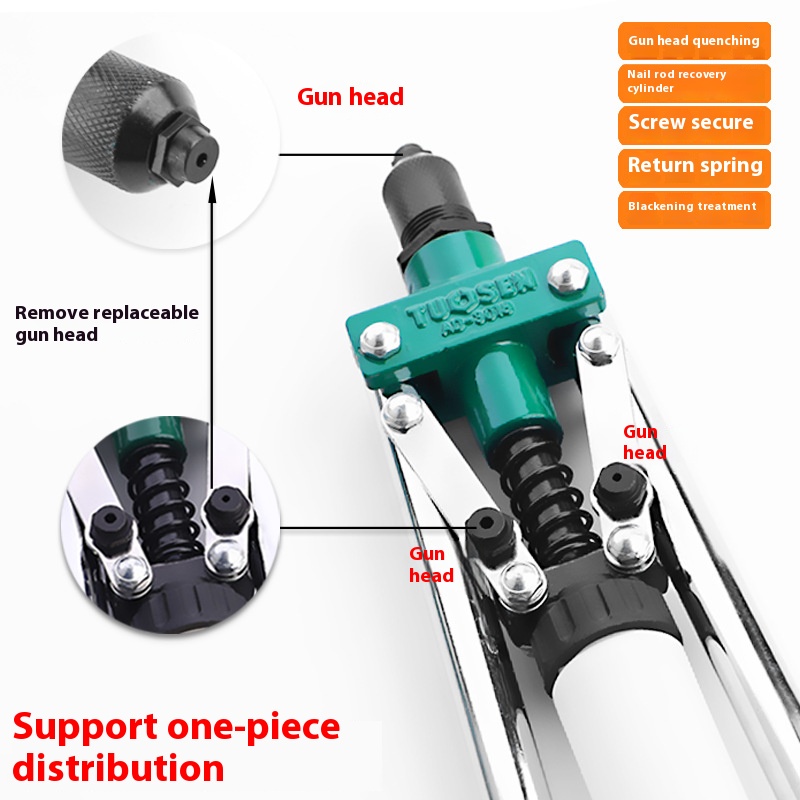 Gun head quenching
Nail rod recovery
cylinder
Screw secure
Return spring
Blackening treatment
Gun head
TUOSEN
Remove replaceable
gun head
Gun
head
Gun
head
Support one-piece
distribution